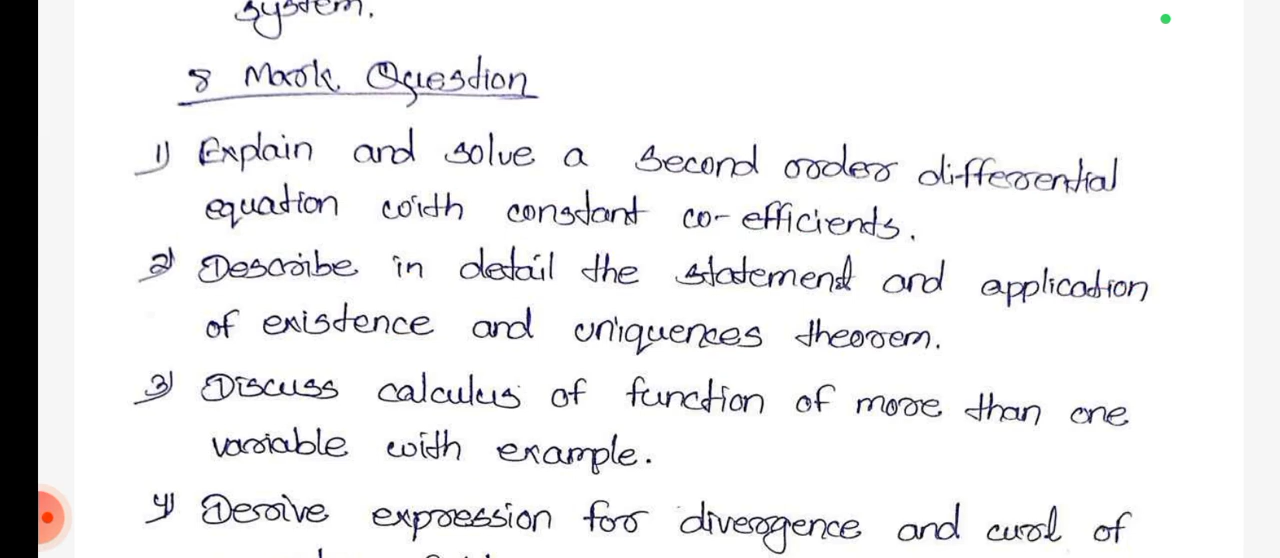 system.
8 Mark Question
1) Explain and solve a second order differential
equation with constant co-efficients.
2) Describe in detail the statement and application
of existence and uniquences theorem.
3) Discuss calculus of function of more than one
variable with example.
4) Derive expression for divergence and curl of